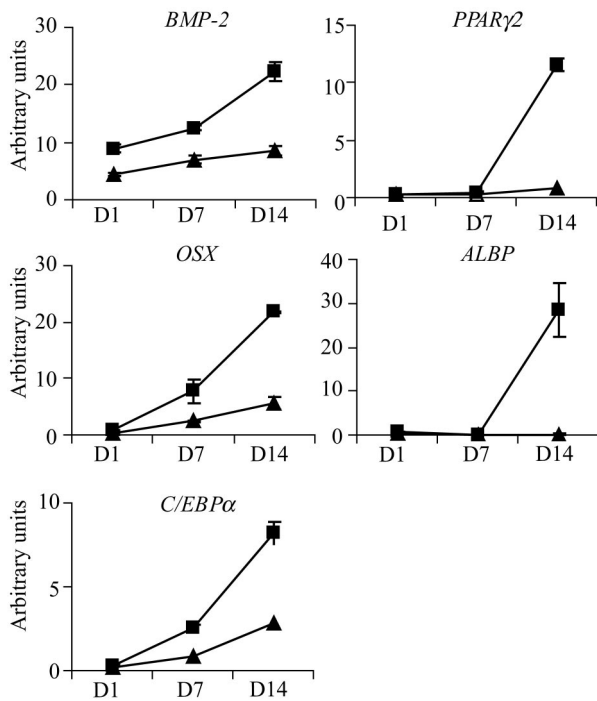 BMP-2
Arbitrary units
30
20
10
0
D1 D7 D14
PPARγ2
15
10
5
0
D1 D7 D14
OSX
Arbitrary units
30
20
10
0
D1 D7 D14
ALBP
40
30
20
10
0
D1 D7 D14
C/EBPα
Arbitrary units
10
5
0
D1 D7 D14